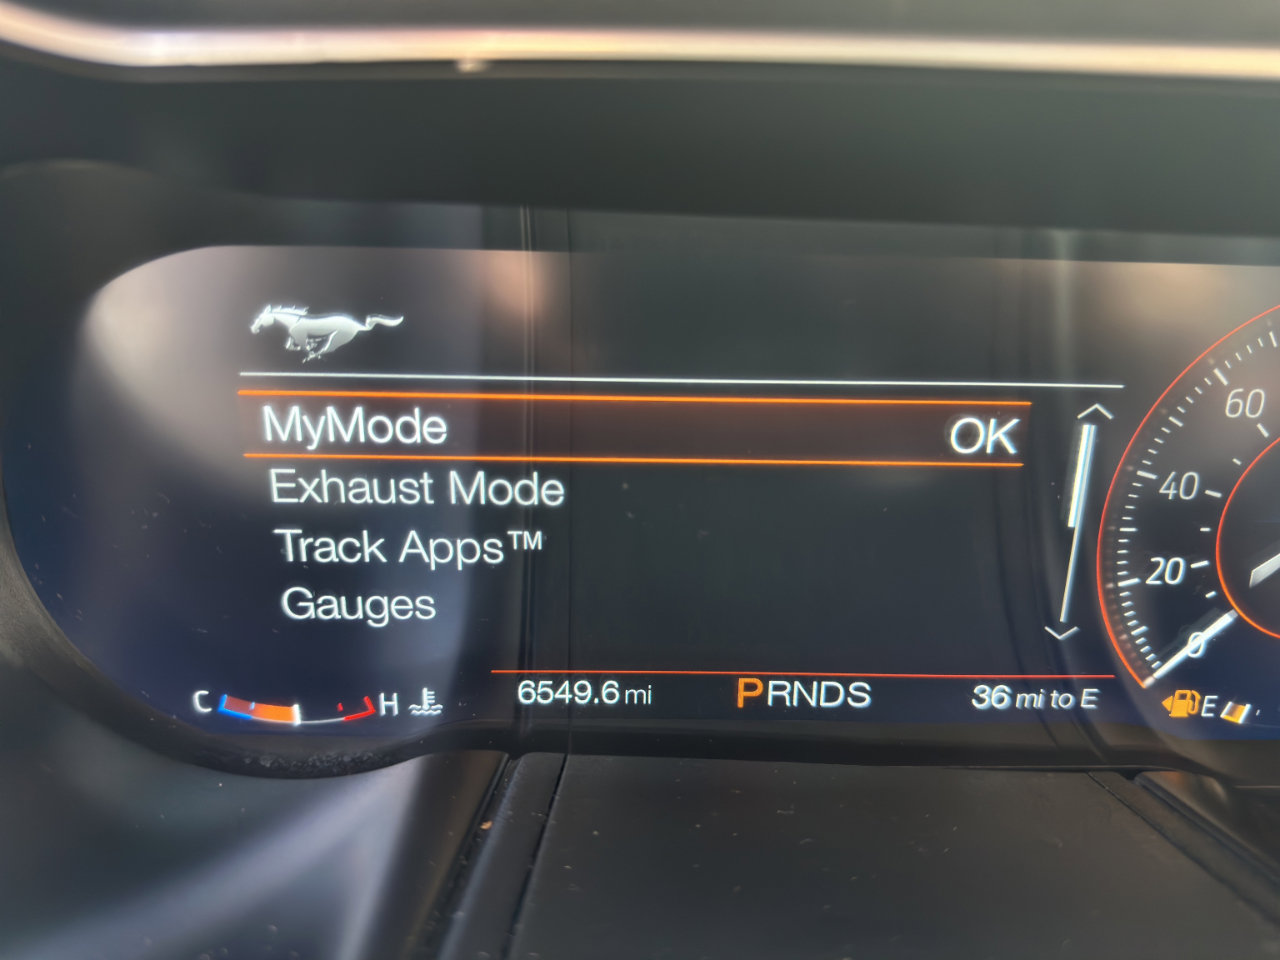 MyMode OK
Exhaust Mode
Track Apps™
Gauges
60
40
20
0
C H
6549.6 mi PRNDS 36 mi to E
E